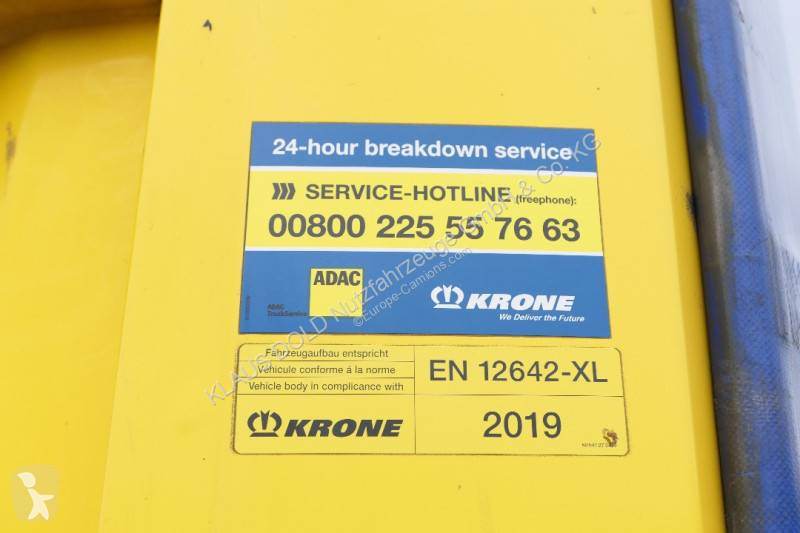 24-hour breakdown service
SERVICE-HOTLINE (freephone):
00800 225 55 76 63
ADAC
ADAC
TruckService
KRONE
We Deliver the Future
Fahrzeugaufbau entspricht
Véhicule conforme á la norme
Vehicle body in complicance with
EN 12642-XL
KRONE
2019
KLAUS DOLD Nutzfahrzeuge GmbH & Co. KG
©Europe-Camions.com